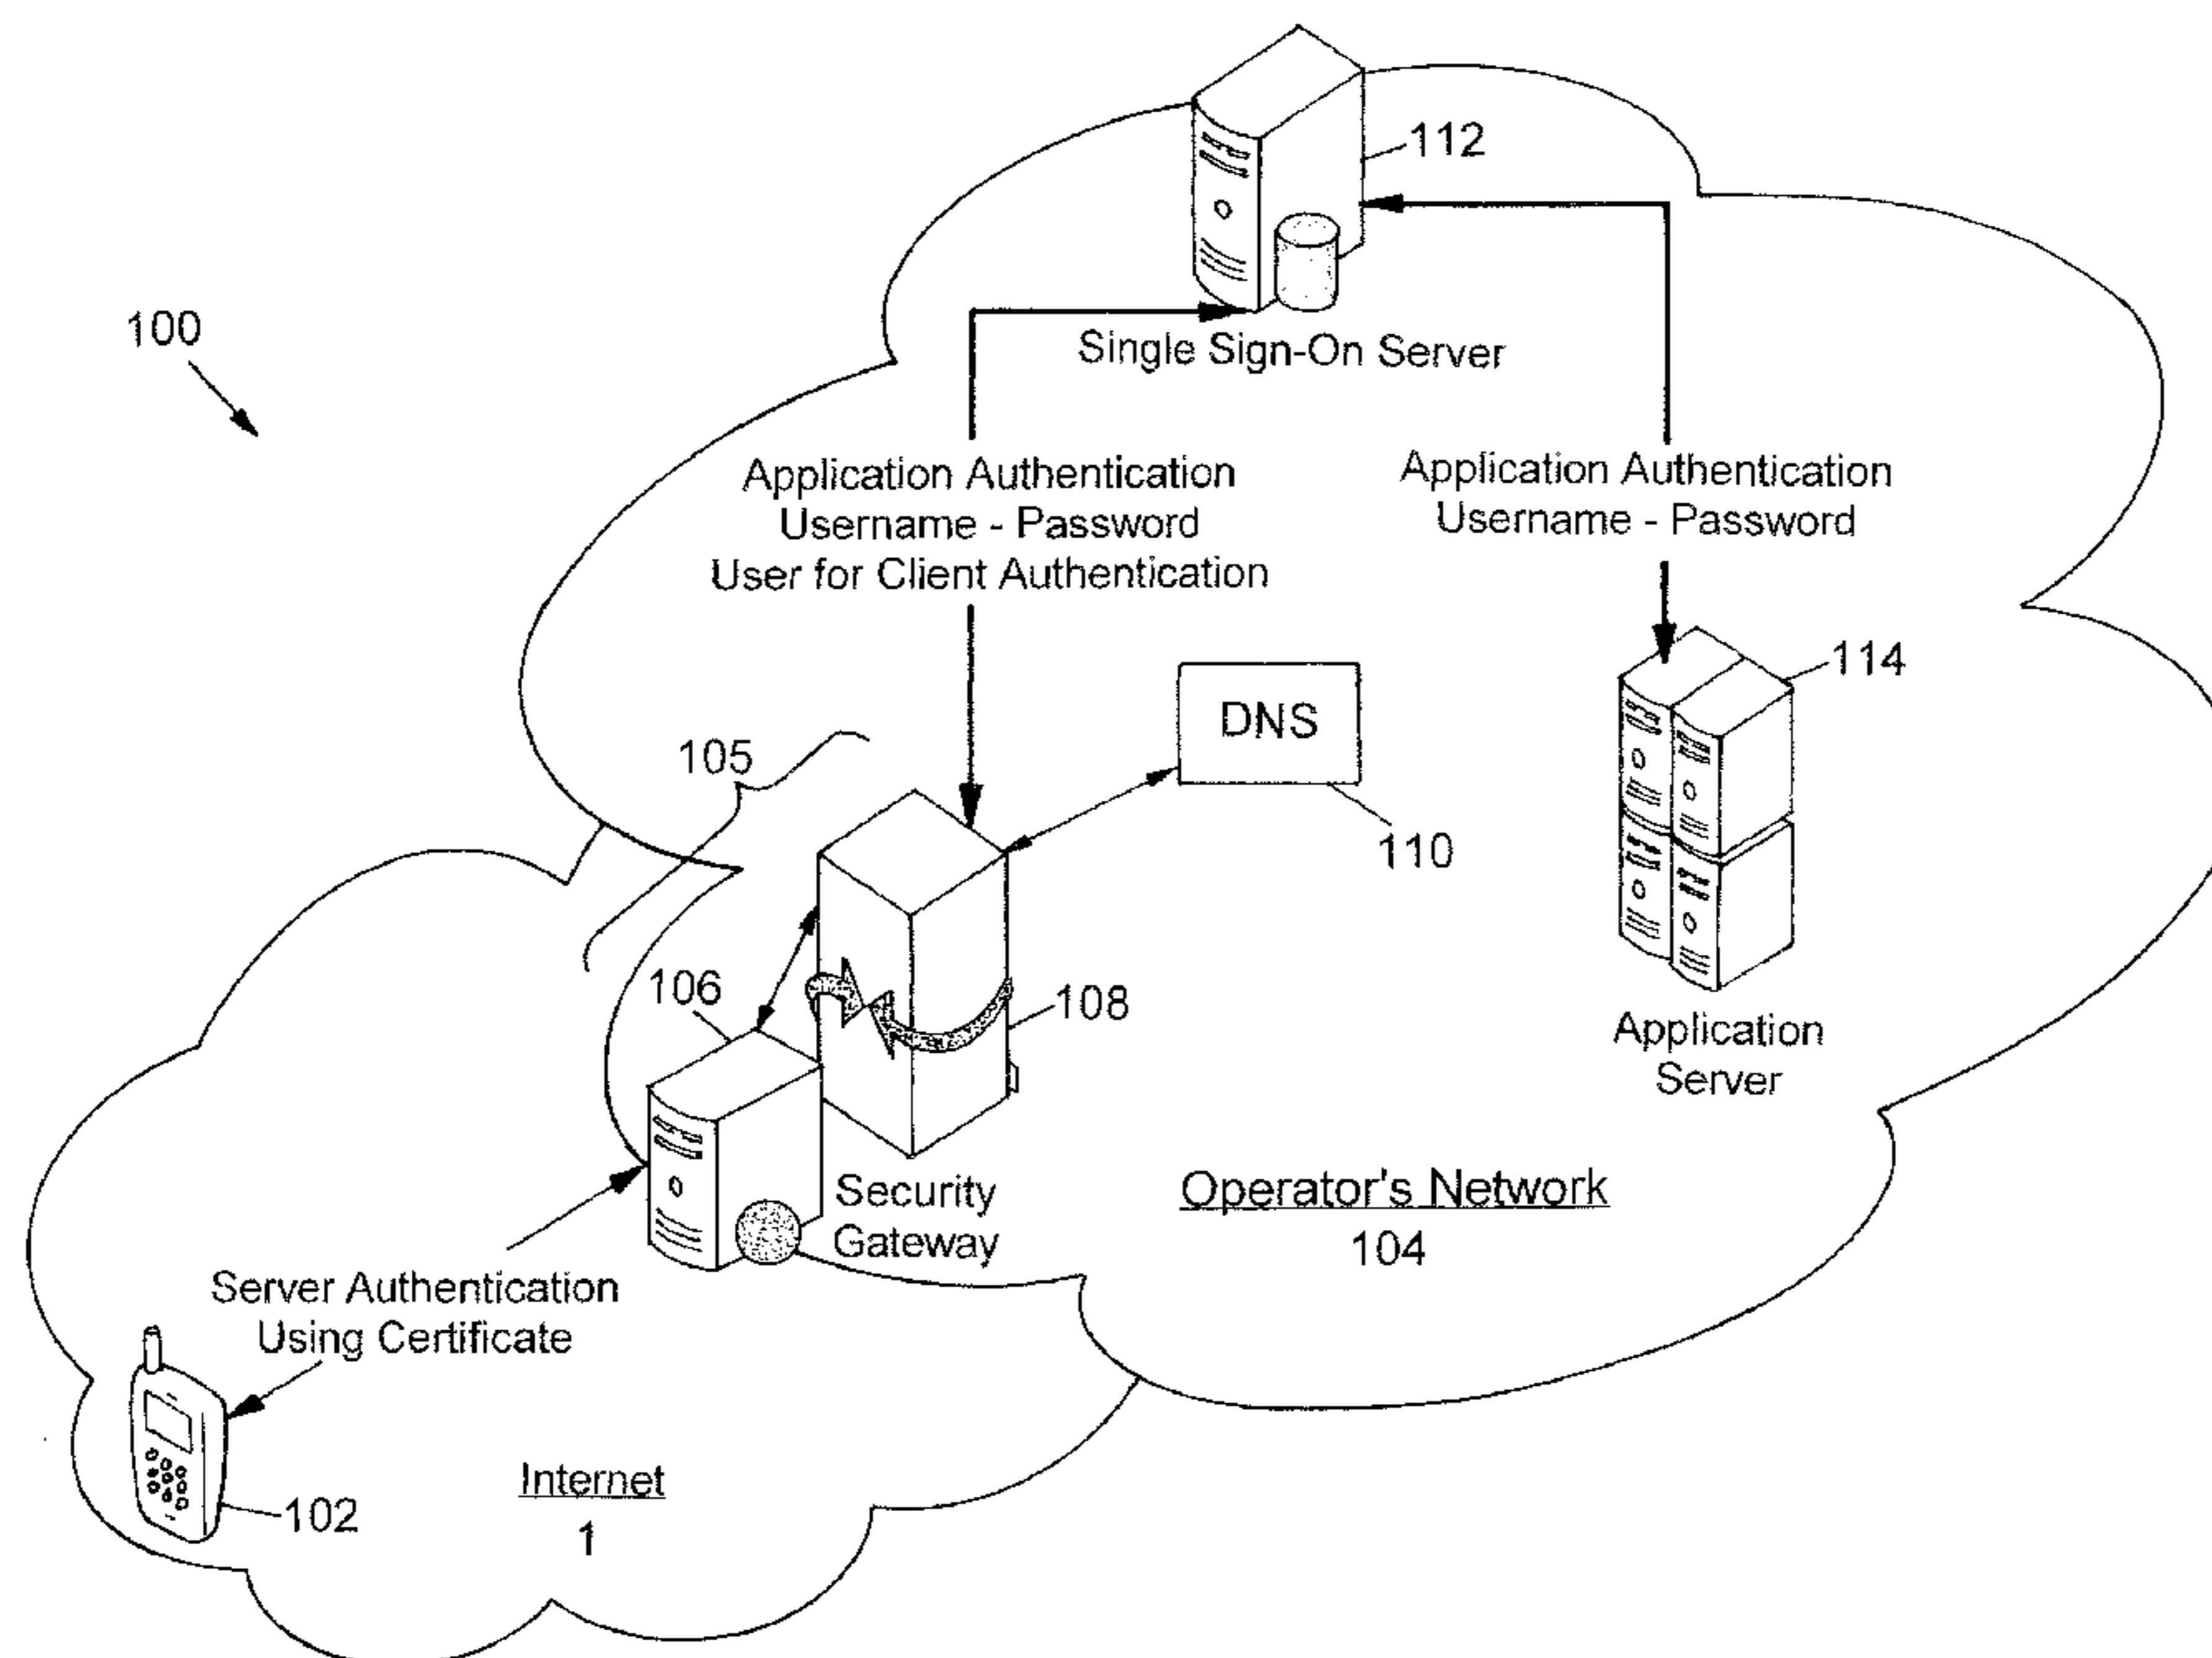 112
100
Single Sign-On Server
Application Authentication
Username - Password
User for Client Authentication
Application Authentication
Username - Password
114
DNS
105
110
106
108
Application
Server
Security
Gateway
Operator's Network
104
Server Authentication
Using Certificate
Internet
1
102